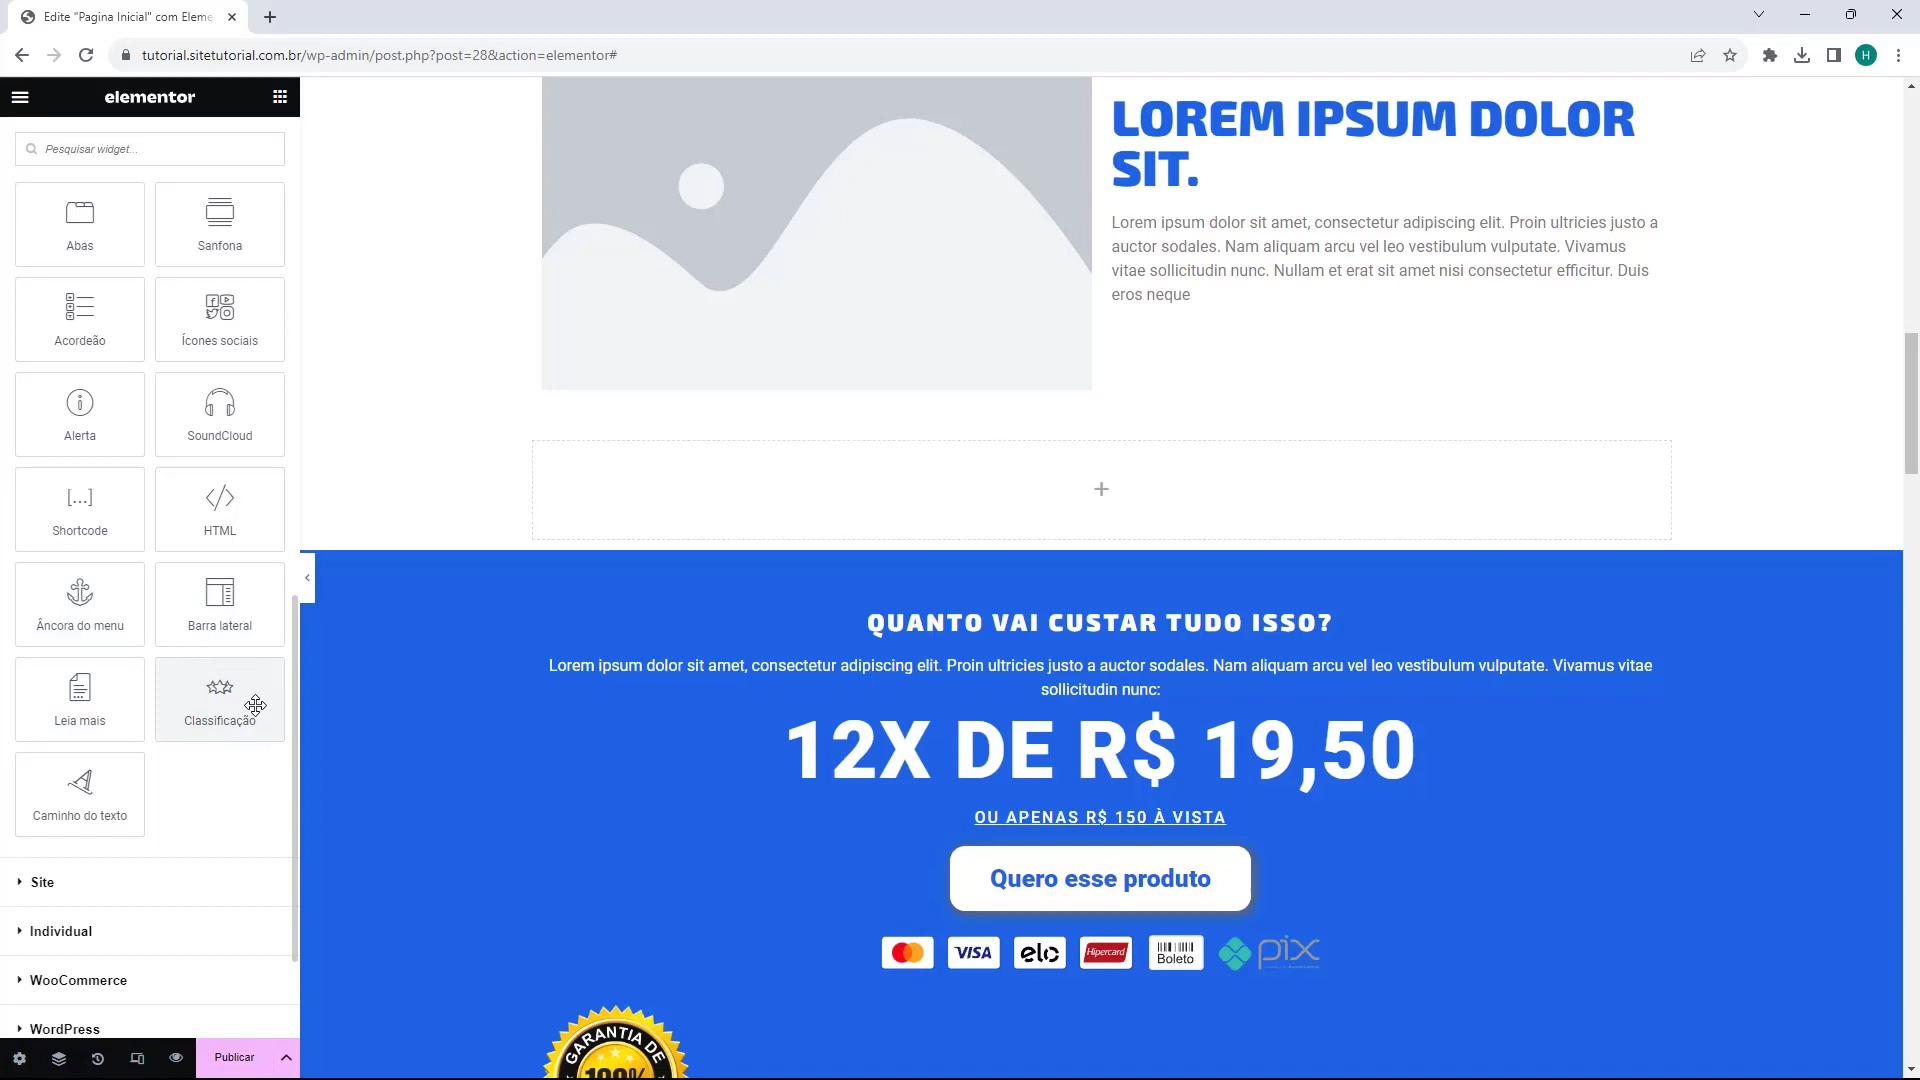 Edite "Pagina Inicial" com Eleme
tutorial.sitetutorial.com.br/wp-admin/post.php?post=28&action=elementor#
H
elementor
Pesquisar widget...
Abas
Sanfona
Acordeão
Ícones sociais
Alerta
SoundCloud
[...]
Shortcode
</>
HTML
Âncora do menu
Barra lateral
Leia mais
Classificação
Caminho do texto
Site
Individual
WooCommerce
WordPress
Publicar
LOREM IPSUM DOLOR
SIT.
Lorem ipsum dolor sit amet, consectetur adipiscing elit. Proin ultricies justo a
auctor sodales. Nam aliquam arcu vel leo vestibulum vulputate. Vivamus
vitae sollicitudin nunc. Nullam et erat sit amet nisi consectetur efficitur. Duis
eros neque
QUANTO VAI CUSTAR TUDO ISSO?
Lorem ipsum dolor sit amet, consectetur adipiscing elit. Proin ultricies justo a auctor sodales. Nam aliquam arcu vel leo vestibulum vulputate. Vivamus vitae
sollicitudin nunc:
12X DE R$ 19,50
OU APENAS R$ 150 À VISTA
Quero esse produto
VISA
elo
Hipercard
Boleto
pix
GARANTIA DE
100%